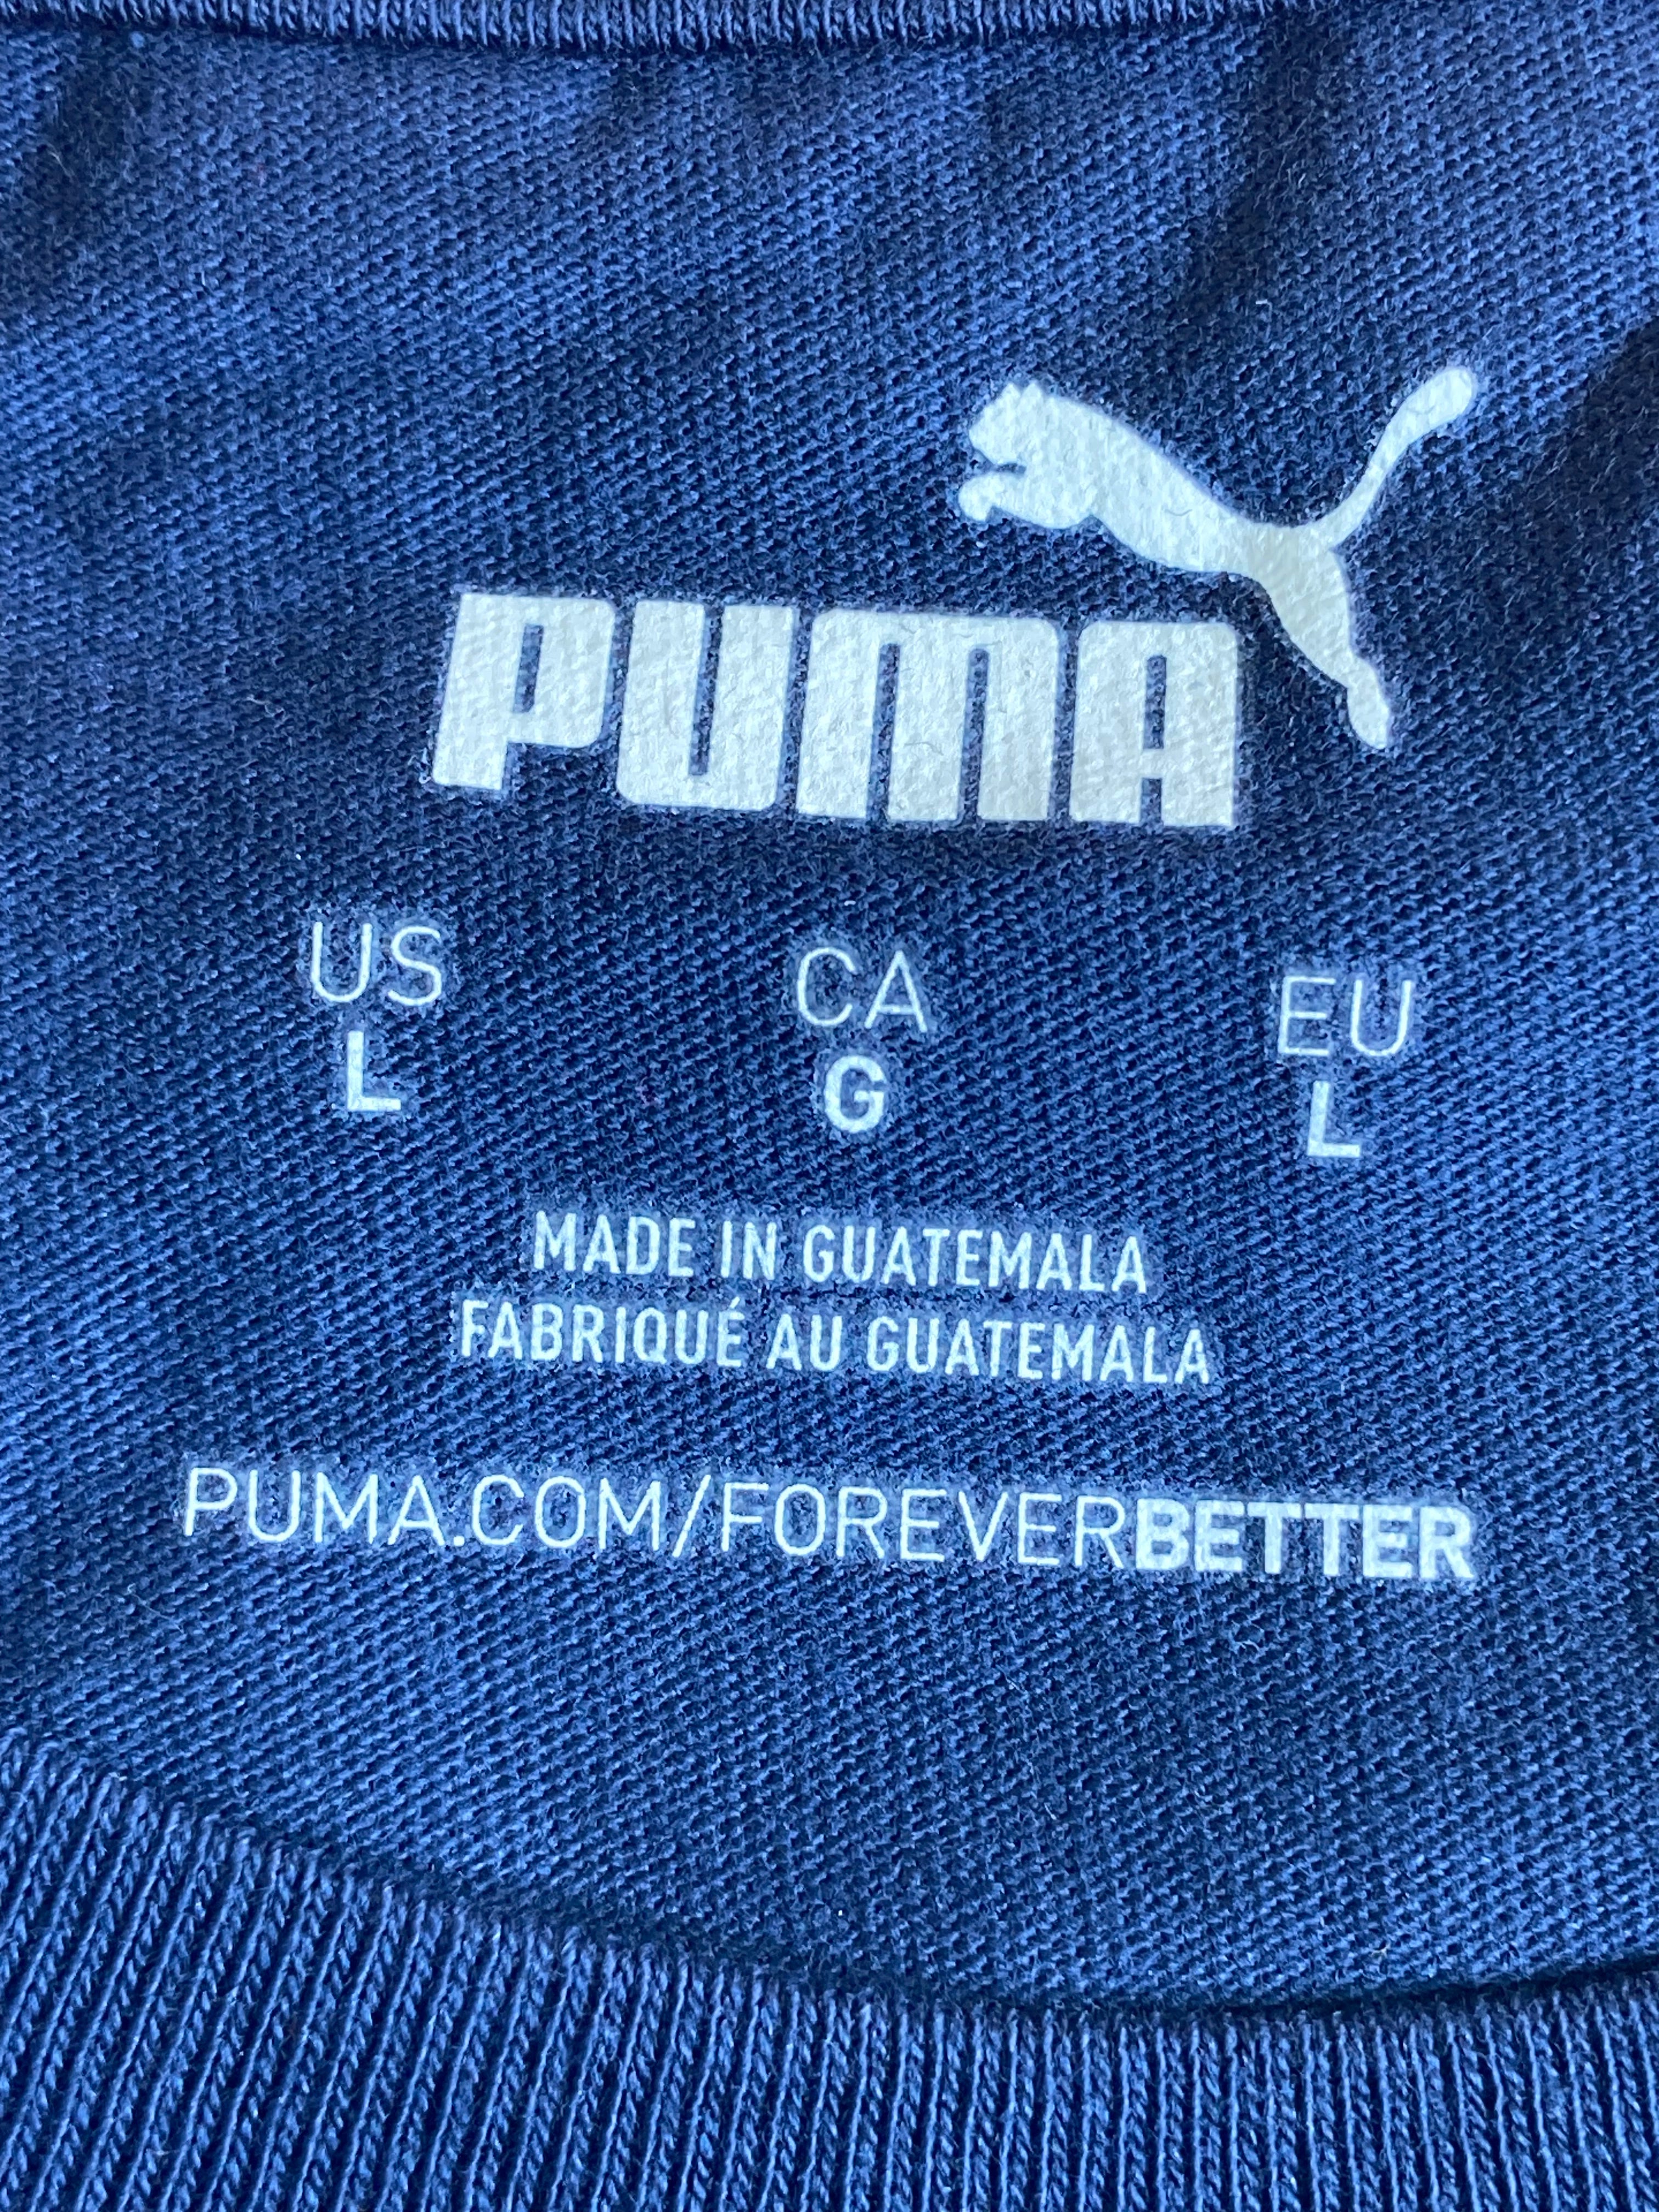 PUMA
US CA EU
L G L
MADE IN GUATEMALA
FABRIQUÉ AU GUATEMALA
PUMA.COM/FOREVERBETTER